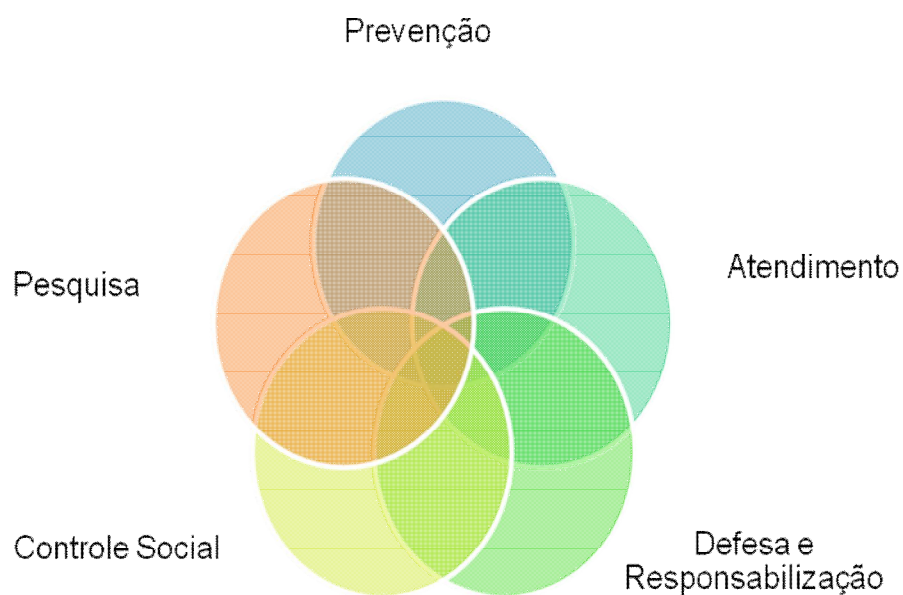 Prevenção
Pesquisa
Atendimento
Controle Social
Defesa e
Responsabilização